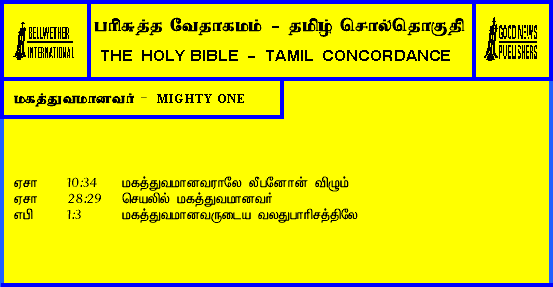 BELLWETHER
INTERNATIONAL
பரிசுத்த வேதாகமம் - தமிழ் சொல்தொகுதி
THE HOLY BIBLE - TAMIL CONCORDANCE
GOOD NEWS
PUBLISHERS
மகத்துவமானவர் - MIGHTY ONE
ஏசா 10:34 மகத்துவமானவராலே லீபனோன் விழும்
ஏசா 28:29 செயலில் மகத்துவமானவர்
எபி 1:3 மகத்துவமானவருடைய வலதுபாரிசத்திலே